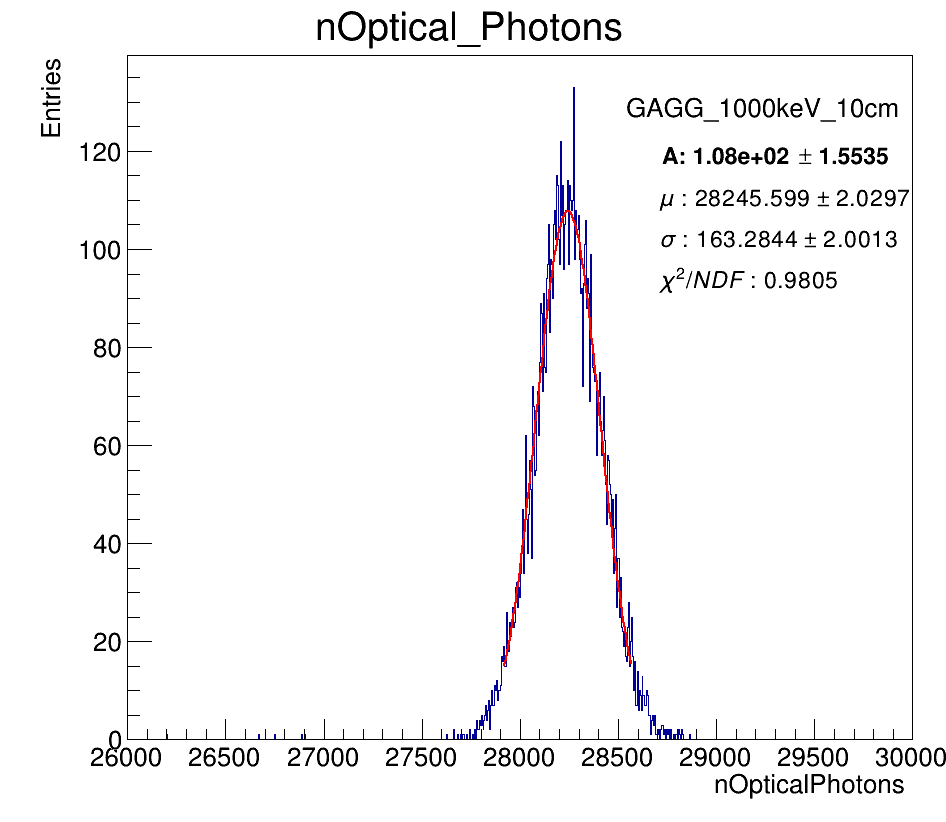 nOptical_Photons
Entries
GAGG_1000keV_10cm
A: 1.08e+02 ± 1.5535
μ : 28245.599 ± 2.0297
σ : 163.2844 ± 2.0013
χ²/NDF : 0.9805
120
100
80
60
40
20
0
26000 26500 27000 27500 28000 28500 29000 29500 30000
nOpticalPhotons